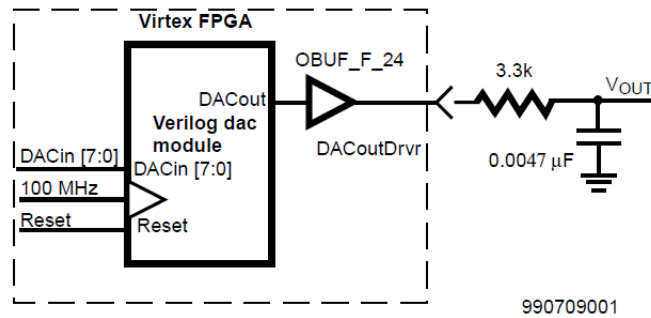 Virtex FPGA
OBUF_F_24
3.3k
VOUT
DACout
Verilog dac
module
DACoutDrvr
0.0047 µF
DACin [7:0]
DACin [7:0]
100 MHz
Reset
Reset
990709001